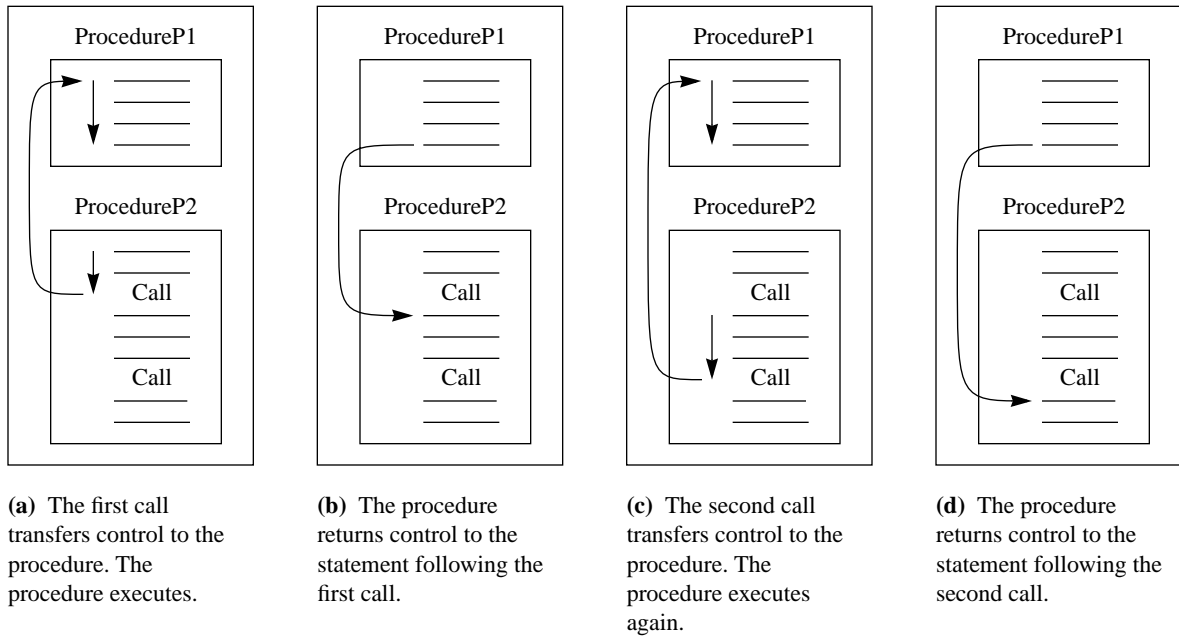 ProcedureP1
ProcedureP2
Call
Call
(a) The first call
transfers control to the
procedure. The
procedure executes.
ProcedureP1
ProcedureP2
Call
Call
(b) The procedure
returns control to the
statement following the
first call.
ProcedureP1
ProcedureP2
Call
Call
(c) The second call
transfers control to the
procedure. The
procedure executes
again.
ProcedureP1
ProcedureP2
Call
Call
(d) The procedure
returns control to the
statement following the
second call.